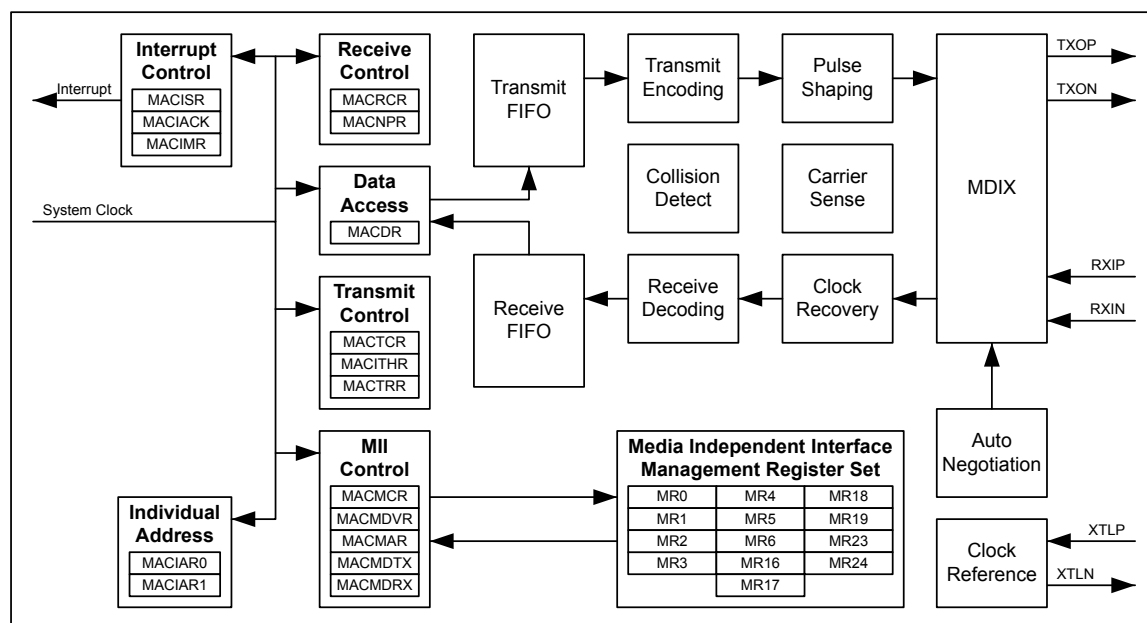 Interrupt
Control
MACISR
MACIACK
MACIMR
Interrupt
System Clock
Receive
Control
MACRCR
MACNPR
Data
Access
MACDR
Transmit
Control
MACTCR
MACITHR
MACTRR
MII
Control
MACMCR
MACMDVR
MACMAR
MACMDTX
MACMDRX
Individual
Address
MACIAR0
MACIAR1
Transmit
FIFO
Transmit
Encoding
Pulse
Shaping
Collision
Detect
Carrier
Sense
Receive
FIFO
Receive
Decoding
Clock
Recovery
MDIX
TXOP
TXON
RXIP
RXIN
Auto
Negotiation
Media Independent Interface
Management Register Set
MR0 MR4 MR18
MR1 MR5 MR19
MR2 MR6 MR23
MR3 MR16 MR24
MR17
Clock
Reference
XTLP
XTLN